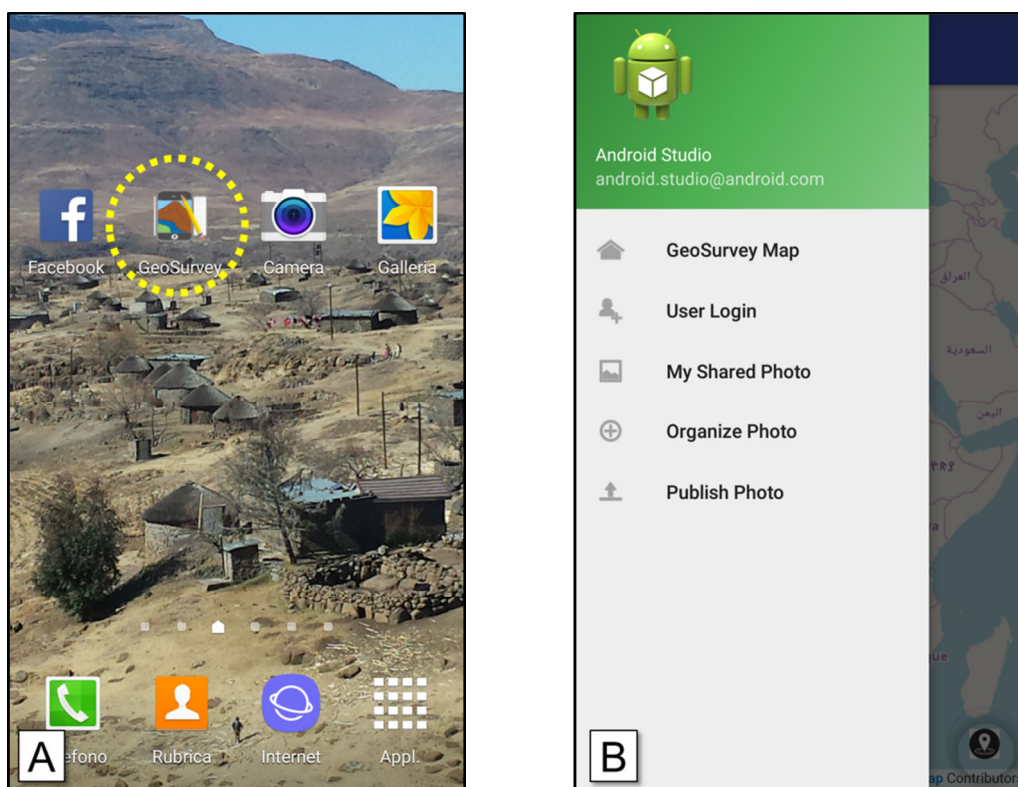 Facebook
GeoSurvey
Camera
Galleria
efono
Rubrica
Internet
Appl.
A
Android Studio
android.studio@android.com
GeoSurvey Map
User Login
My Shared Photo
Organize Photo
Publish Photo
العراق
السعودية
اليمن
ue
ap Contributor
B